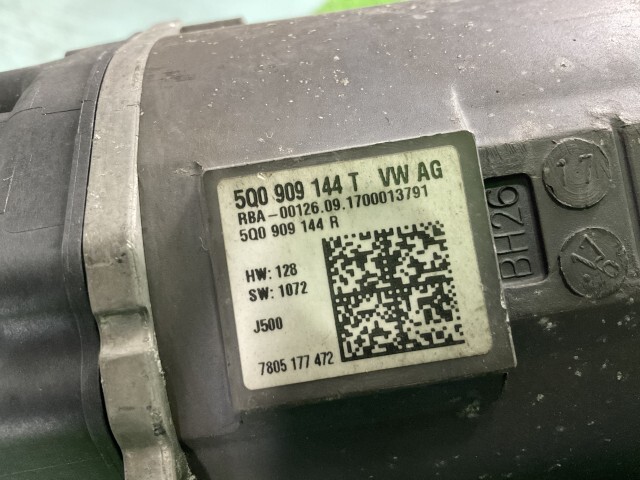 5Q0 909 144 T VW AG
RBA-00126.09.1700013791
5Q0 909 144 R
HW: 128
SW: 1072
J500
7805 177 472
BH26
17N